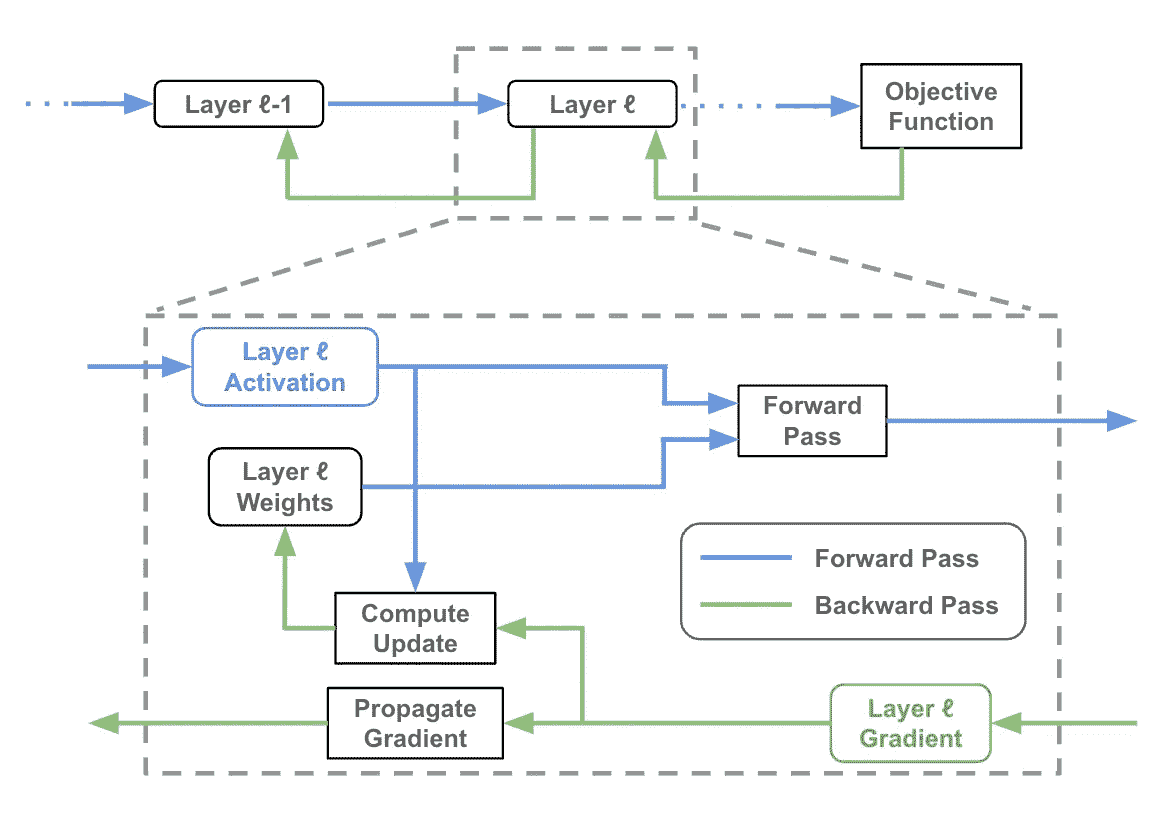 Layer ℓ-1
Layer ℓ
Objective
Function
Layer ℓ
Activation
Forward
Pass
Layer ℓ
Weights
Forward Pass
Backward Pass
Compute
Update
Propagate
Gradient
Layer ℓ
Gradient